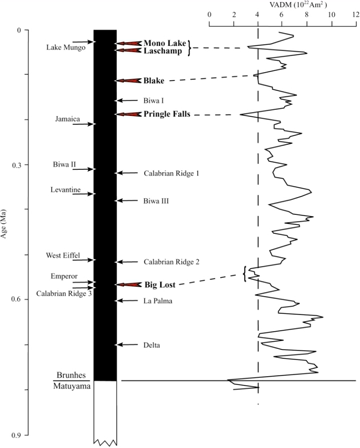 VADM (10²²Am²)
0 2 4 6 8 10 12
0
Mono Lake
Lake Mungo
Laschamp
Blake
Biwa I
Pringle Falls
Jamaica
0.3
Biwa II
Calabrian Ridge 1
Levantine
Biwa III
Age (Ma)
West Eiffel
Calabrian Ridge 2
Emperor
Big Lost
Calabrian Ridge 3
0.6
La Palma
Delta
Brunhes
Matuyama
0.9